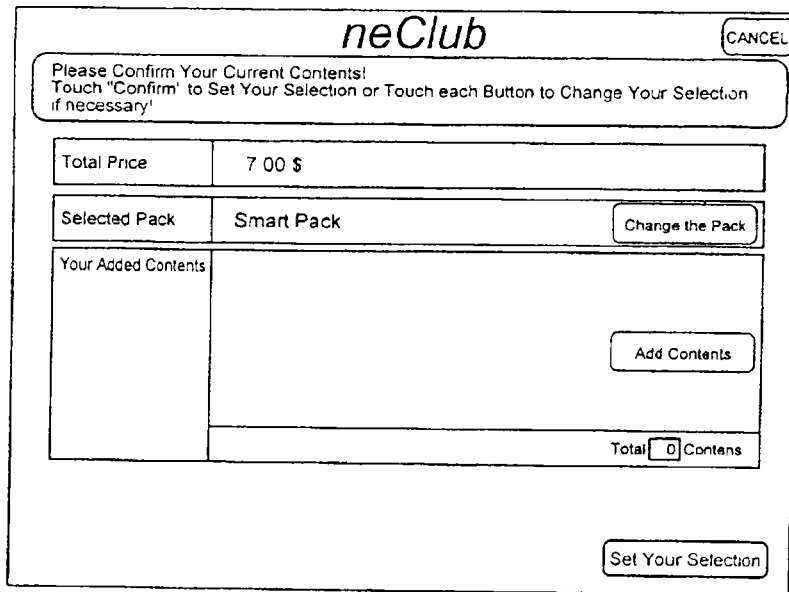 neClub
CANCEL
Please Confirm Your Current Contents!
Touch "Confirm' to Set Your Selection or Touch each Button to Change Your Selection
if necessary'
Total Price 7 00 $
Selected Pack Smart Pack Change the Pack
Your Added Contents
Add Contents
Total 0 Contens
Set Your Selection